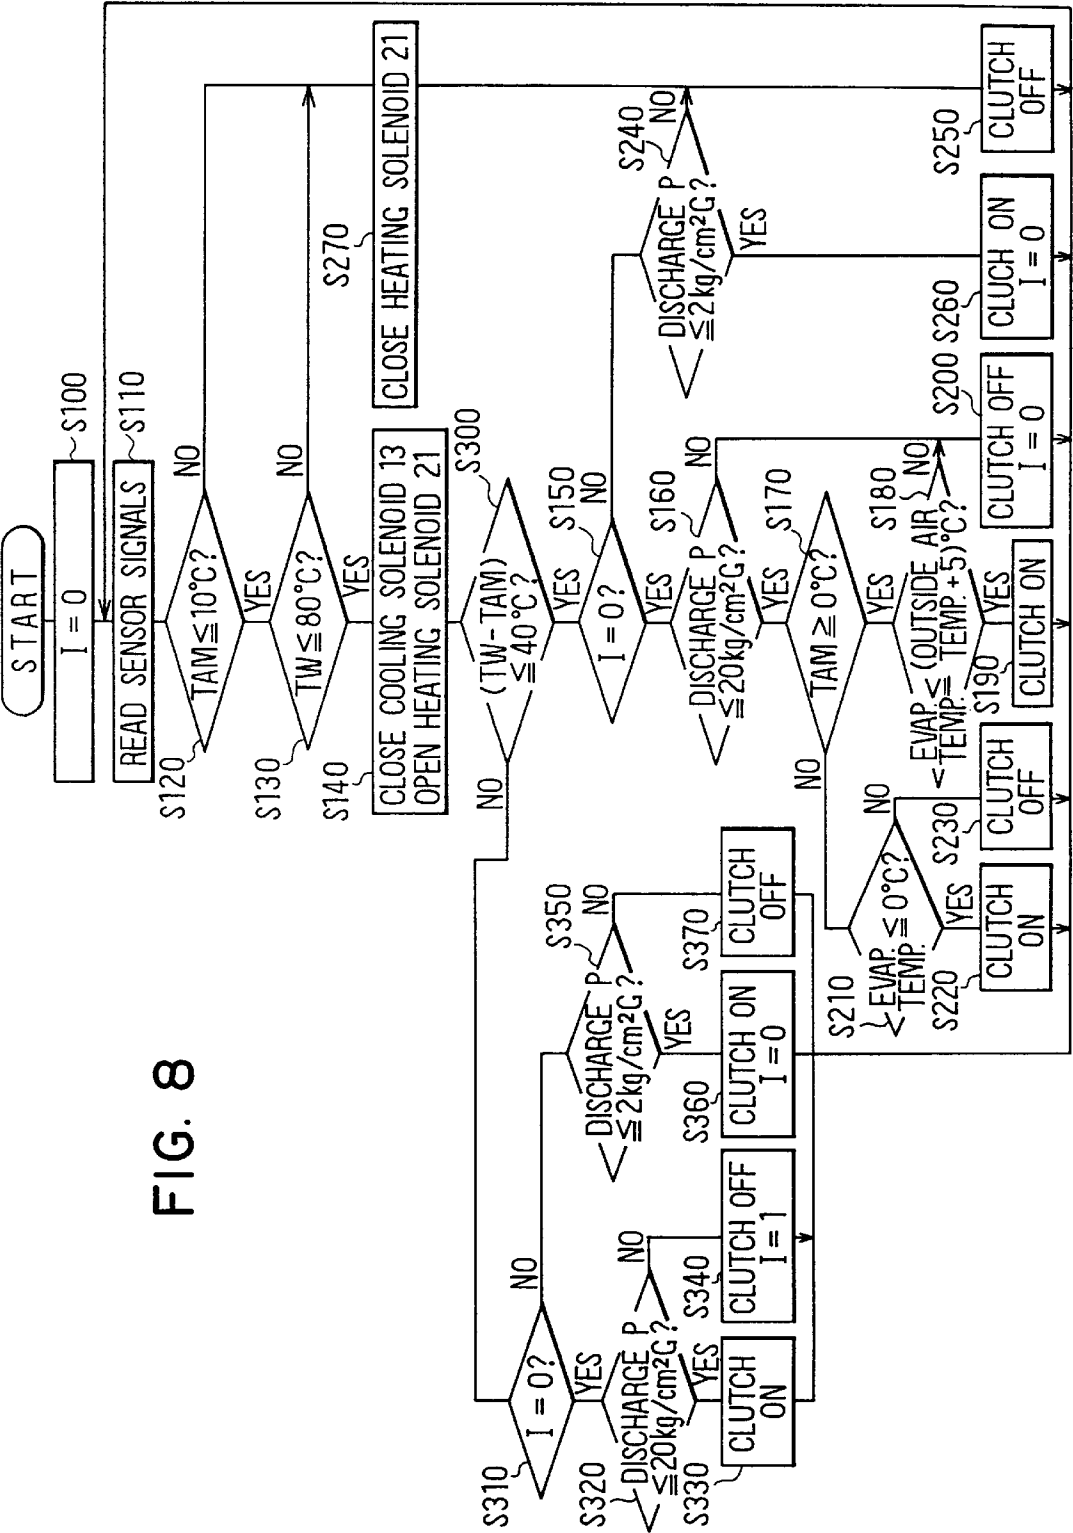 FIG. 8
START
I = 0
S100
READ SENSOR SIGNALS
S110
TAM ≦ 10°C?
S120
NO
YES
TW ≦ 80°C?
S130
NO
YES
CLOSE COOLING SOLENOID 13
OPEN HEATING SOLENOID 21
S140
CLOSE HEATING SOLENOID 21
S270
(TW-TAM)
≦ 40°C?
S300
NO
YES
I = 0?
S310
NO
YES
I = 0?
S150
NO
YES
DISCHARGE P
≦20kg/cm²G?
S320
NO
YES
DISCHARGE P
≦2kg/cm²G?
S350
NO
YES
DISCHARGE P
≦20kg/cm²G?
S160
NO
YES
DISCHARGE P
≦2kg/cm²G?
S240
NO
YES
CLUTCH
ON
S330
CLUTCH OFF
I = 1
S340
CLUTCH ON
I = 0
S360
CLUTCH
OFF
S370
TAM ≧ 0°C?
S170
NO
YES
EVAP.
TEMP. ≦ 0°C?
S210
NO
YES
EVAP. ≦ (OUTSIDE AIR
TEMP. TEMP.+5)°C?
S180
NO
YES
CLUTCH
ON
S220
CLUTCH
OFF
S230
CLUTCH ON
S190
CLUTCH OFF
I = 0
S200
CLUCH ON
I = 0
S260
CLUTCH
OFF
S250